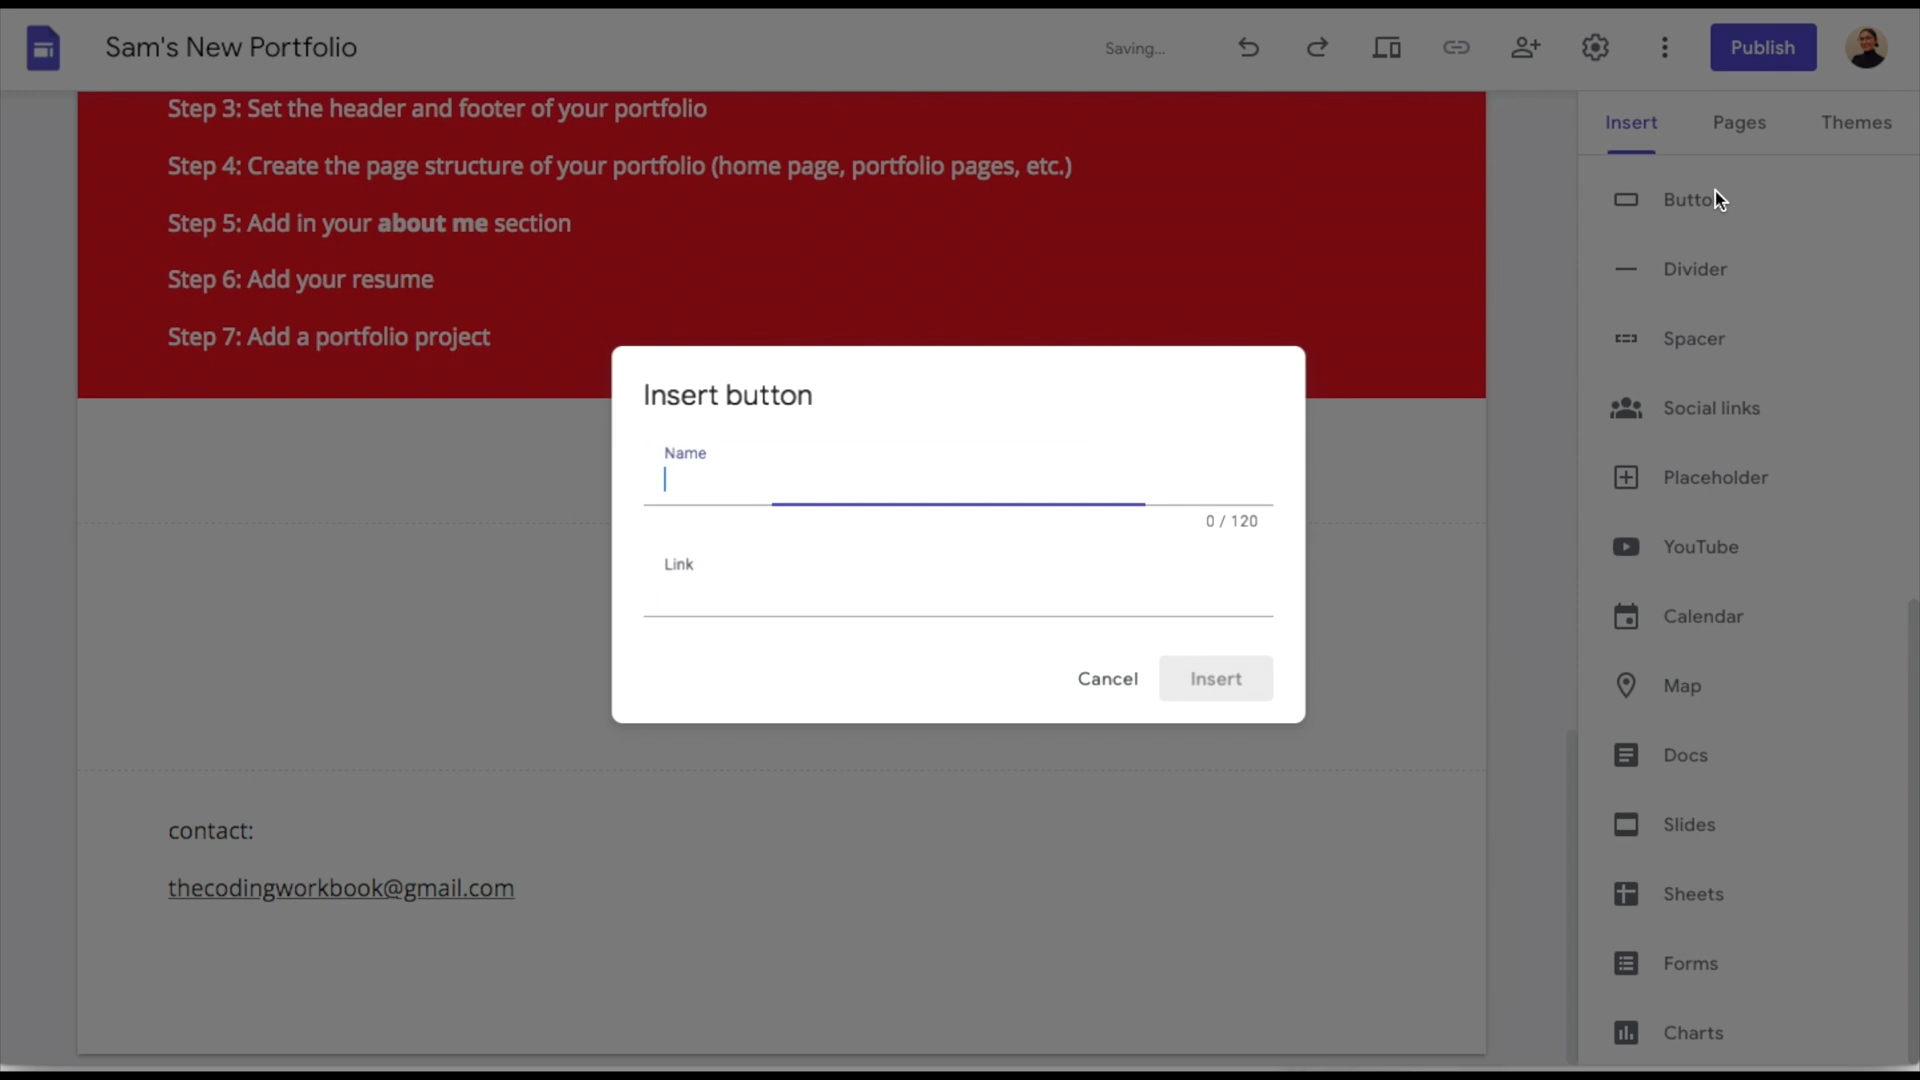 Sam's New Portfolio
Saving...
Publish
Step 3: Set the header and footer of your portfolio
Step 4: Create the page structure of your portfolio (home page, portfolio pages, etc.)
Step 5: Add in your about me section
Step 6: Add your resume
Step 7: Add a portfolio project
Insert button
Name
0 / 120
Link
Cancel
Insert
contact:
thecodingworkbook@gmail.com
Insert
Pages
Themes
Button
Divider
Spacer
Social links
Placeholder
YouTube
Calendar
Map
Docs
Slides
Sheets
Forms
Charts